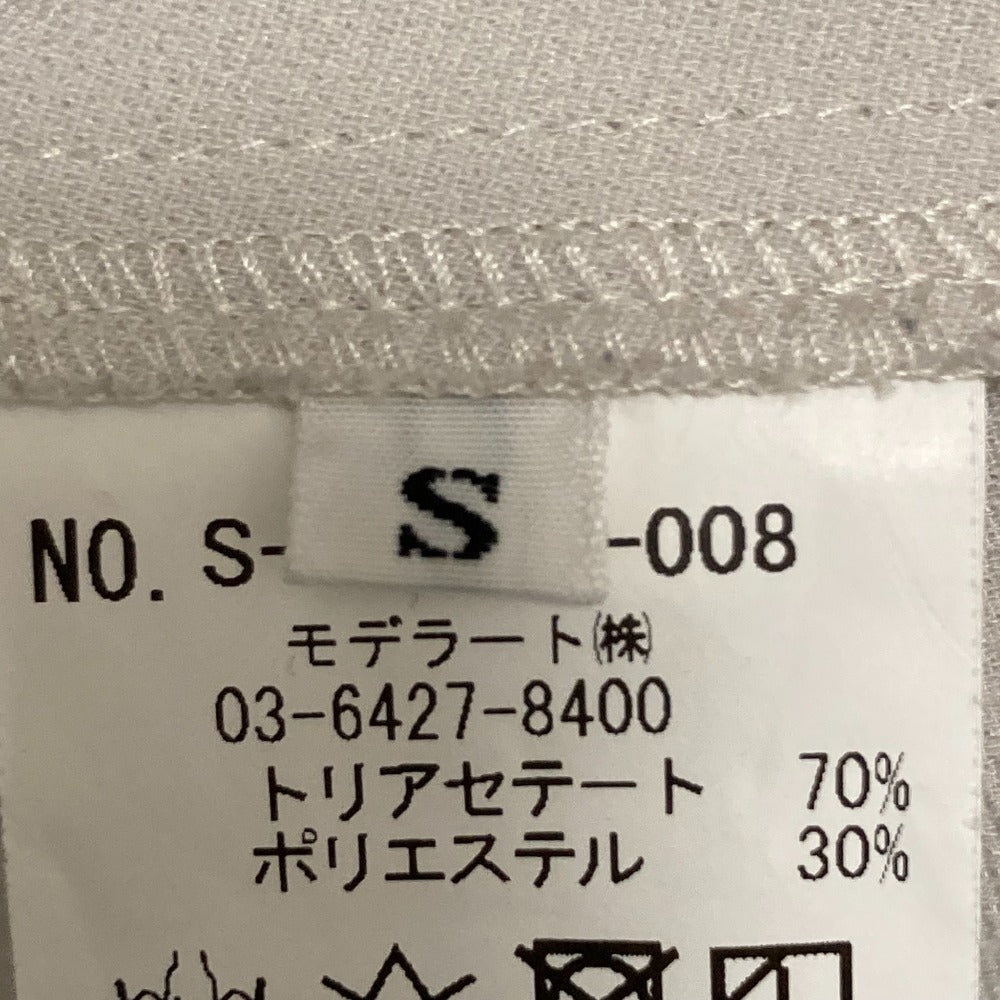 S
NO. S- -008
モデラート㈱
03-6427-8400
トリアセテート 70%
ポリエステル 30%